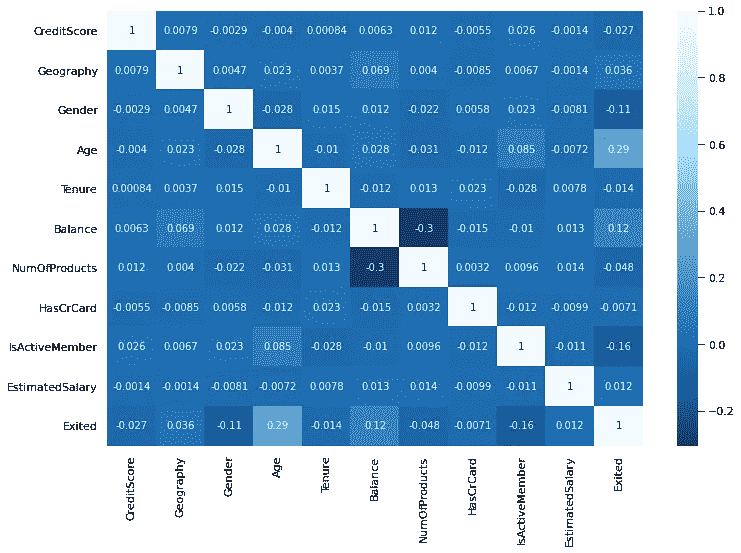 CreditScore 1 0.0079 -0.0029 -0.004 0.00084 0.0063 0.012 -0.0055 0.026 -0.0014 -0.027
Geography 0.0079 1 0.0047 0.023 0.0037 0.069 0.004 -0.0085 0.0067 -0.0014 0.036
Gender -0.0029 0.0047 1 -0.028 0.015 0.012 -0.022 0.0058 0.023 -0.0081 -0.11
Age -0.004 0.023 -0.028 1 -0.01 0.028 -0.031 -0.012 0.085 -0.0072 0.29
Tenure 0.00084 0.0037 0.015 -0.01 1 -0.012 0.013 0.023 -0.028 0.0078 -0.014
Balance 0.0063 0.069 0.012 0.028 -0.012 1 -0.3 -0.015 -0.01 0.013 0.12
NumOfProducts 0.012 0.004 -0.022 -0.031 0.013 -0.3 1 0.0032 0.0096 0.014 -0.048
HasCrCard -0.0055 -0.0085 0.0058 -0.012 0.023 -0.015 0.0032 1 -0.012 -0.0099 -0.0071
IsActiveMember 0.026 0.0067 0.023 0.085 -0.028 -0.01 0.0096 -0.012 1 -0.011 -0.16
EstimatedSalary -0.0014 -0.0014 -0.0081 -0.0072 0.0078 0.013 0.014 -0.0099 -0.011 1 0.012
Exited -0.027 0.036 -0.11 0.29 -0.014 0.12 -0.048 -0.0071 -0.16 0.012 1
CreditScore
Geography
Gender
Age
Tenure
Balance
NumOfProducts
HasCrCard
IsActiveMember
EstimatedSalary
Exited
1.0
0.8
0.6
0.4
0.2
0.0
−0.2